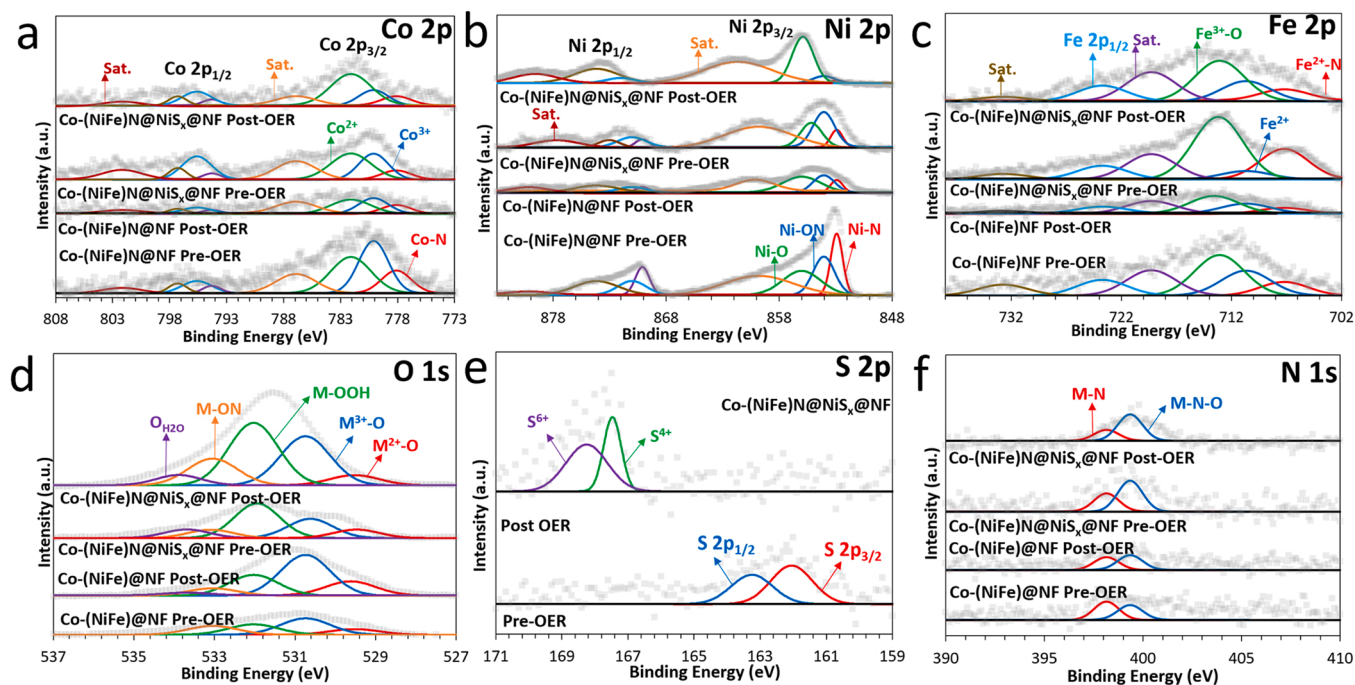 a
Co 2p
Co 2p3/2
Sat.
Co 2p1/2
Sat.
Co-(NiFe)N@NiSx@NF Post-OER
Co2+
Co3+
Co-(NiFe)N@NiSx@NF Pre-OER
Co-(NiFe)N@NF Post-OER
Co-(NiFe)N@NF Pre-OER
Co-N
Intensity (a.u.)
808 803 798 793 788 783 778 773
Binding Energy (eV)
b
Ni 2p
Ni 2p3/2
Ni 2p1/2
Sat.
Co-(NiFe)N@NiSx@NF Post-OER
Sat.
Co-(NiFe)N@NiSx@NF Pre-OER
Co-(NiFe)N@NF Post-OER
Co-(NiFe)N@NF Pre-OER
Ni-O
Ni-ON
Ni-N
Intensity (a.u.)
878 868 858 848
Binding Energy (eV)
c
Fe 2p
Sat.
Fe 2p1/2
Sat.
Fe3+-O
Fe2+-N
Co-(NiFe)N@NiSx@NF Post-OER
Fe2+
Co-(NiFe)N@NiSx@NF Pre-OER
Co-(NiFe)NF Post-OER
Co-(NiFe)NF Pre-OER
Intensity (a.u.)
732 722 712 702
Binding Energy (eV)
d
O 1s
OH2O
M-ON
M-OOH
M3+-O
M2+-O
Co-(NiFe)N@NiSx@NF Post-OER
Co-(NiFe)N@NiSx@NF Pre-OER
Co-(NiFe)@NF Post-OER
Co-(NiFe)@NF Pre-OER
Intensity (a.u.)
537 535 533 531 529 527
Binding Energy (eV)
e
S 2p
Co-(NiFe)N@NiSx@NF
S6+
S4+
Post OER
S 2p1/2
S 2p3/2
Pre-OER
Intensity (a.u.)
171 169 167 165 163 161 159
Binding Energy (eV)
f
N 1s
M-N
M-N-O
Co-(NiFe)N@NiSx@NF Post-OER
Co-(NiFe)N@NiSx@NF Pre-OER
Co-(NiFe)@NF Post-OER
Co-(NiFe)@NF Pre-OER
Intensity (a.u.)
390 395 400 405 410
Binding Energy (eV)